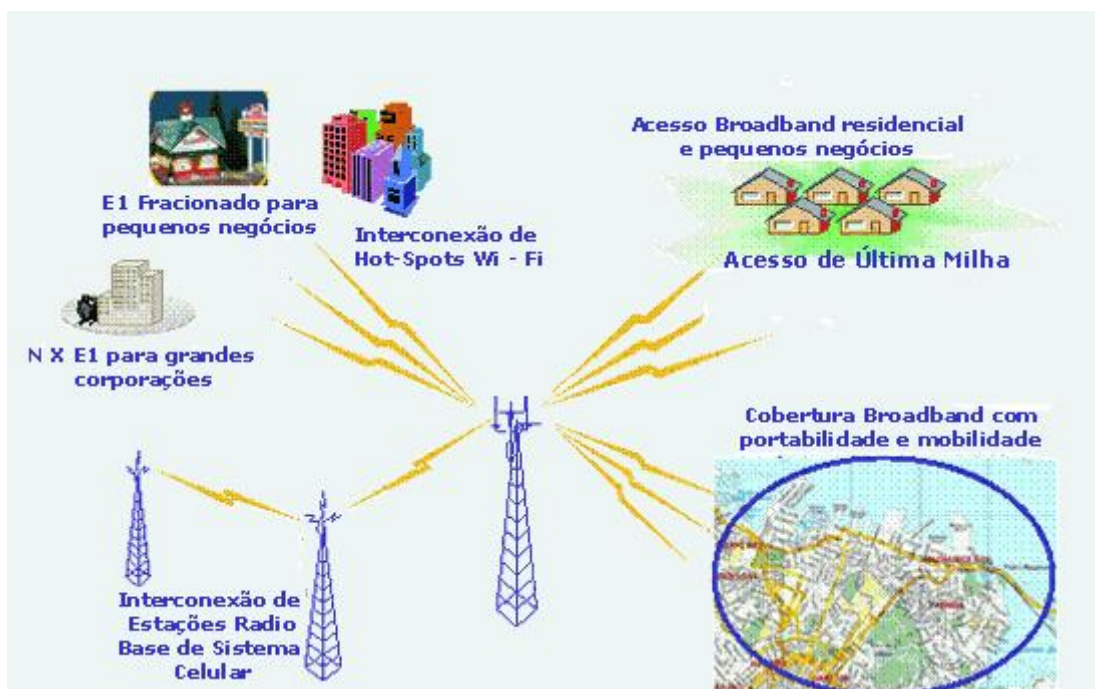 Acesso Broadband residencial
e pequenos negócios
E1 Fracionado para
pequenos negócios
Interconexão de
Hot-Spots Wi - Fi
Acesso de Última Milha
N X E1 para grandes
corporações
Cobertura Broadband com
portabilidade e mobilidade
Interconexão de
Estações Radio
Base de Sistema
Celular